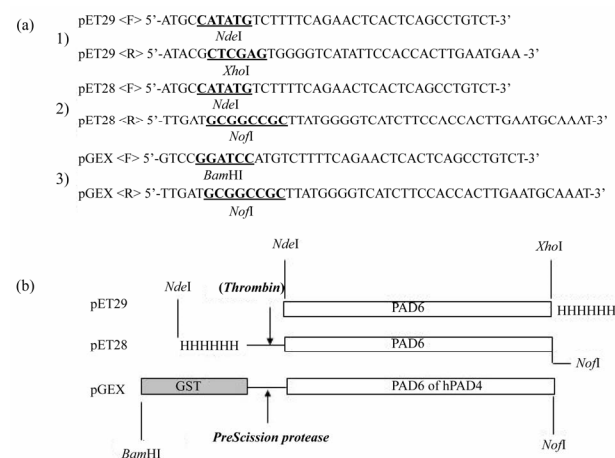 (a)
1)
pET29 <F> 5’-ATGCCATATGTCTTTTCAGAACTCACTCAGCCTGTCT-3’
NdeI
pET29 <R> 5’-ATACGCTCGAGTGGGGTCATATTCCACCACTTGAATGAA -3’
XhoI
2)
pET28 <F> 5’-ATGCCATATGTCTTTTCAGAACTCACTCAGCCTGTCT-3’
NdeI
pET28 <R> 5’-TTGATGCGGCCGCTTATGGGGTCATCTTCCACCACTTGAATGCAAAT-3’
NofI
3)
pGEX <F> 5’-GTCCGGATCCATGTCTTTTCAGAACTCACTCAGCCTGTCT-3’
BamHI
pGEX <R> 5’-TTGATGCGGCCGCTTATGGGGTCATCTTCCACCACTTGAATGCAAAT-3’
NofI
(b)
NdeI XhoI
NdeI (Thrombin)
pET29 PAD6 HHHHHH
pET28 HHHHHH PAD6
NofI
pGEX GST PAD6 of hPAD4
PreScission protease NofI
BamHI